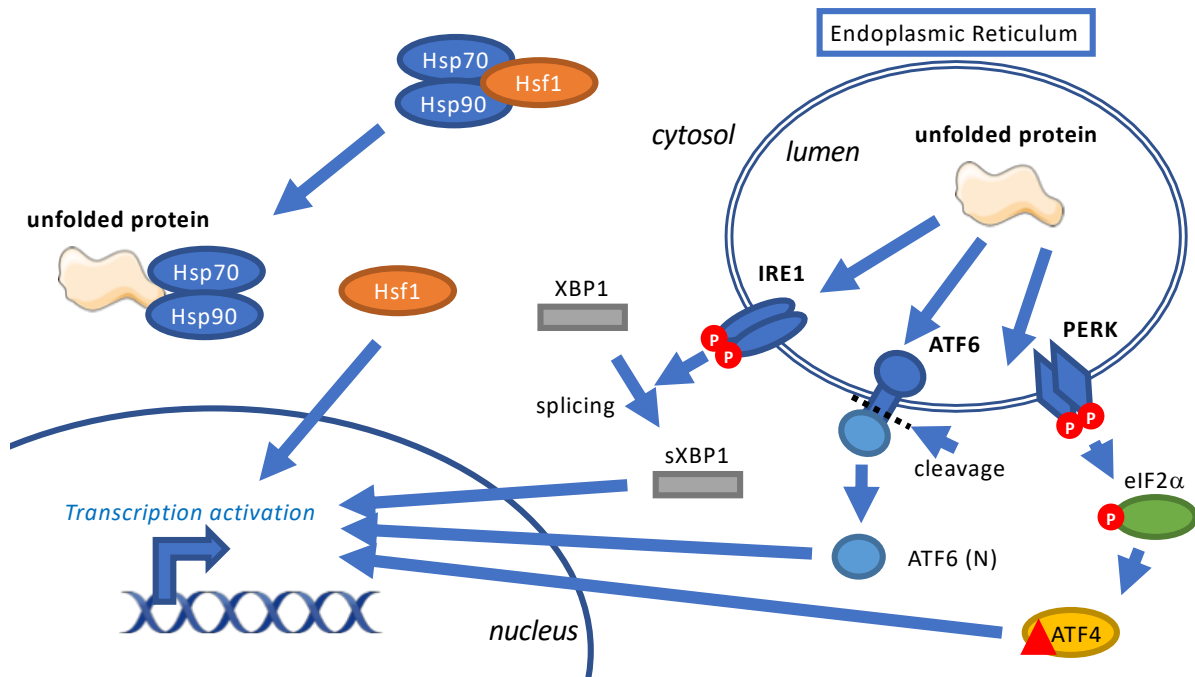 Endoplasmic Reticulum
Hsp70
Hsf1
Hsp90
cytosol
lumen
unfolded protein
unfolded protein
Hsp70
Hsp90
Hsf1
XBP1
IRE1
P
P
ATF6
PERK
P
P
splicing
cleavage
sXBP1
eIF2α
P
Transcription activation
ATF6 (N)
nucleus
ATF4